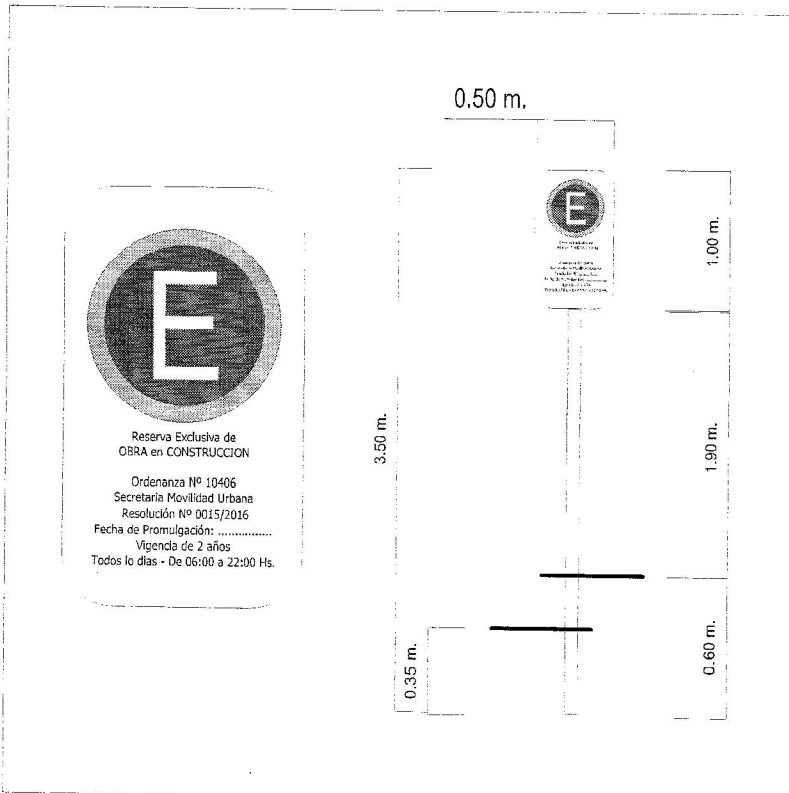 0.50 m.
E
Reserva Exclusiva de
OBRA en CONSTRUCCION
Ordenanza Nº 10406
Secretaria Movilidad Urbana
Resolución Nº 0015/2016
Fecha de Promulgación: ................
Vigencia de 2 años
Todos lo dias - De 06:00 a 22:00 Hs.
3.50 m.
0.35 m.
E
1.00 m.
1.90 m.
0.60 m.